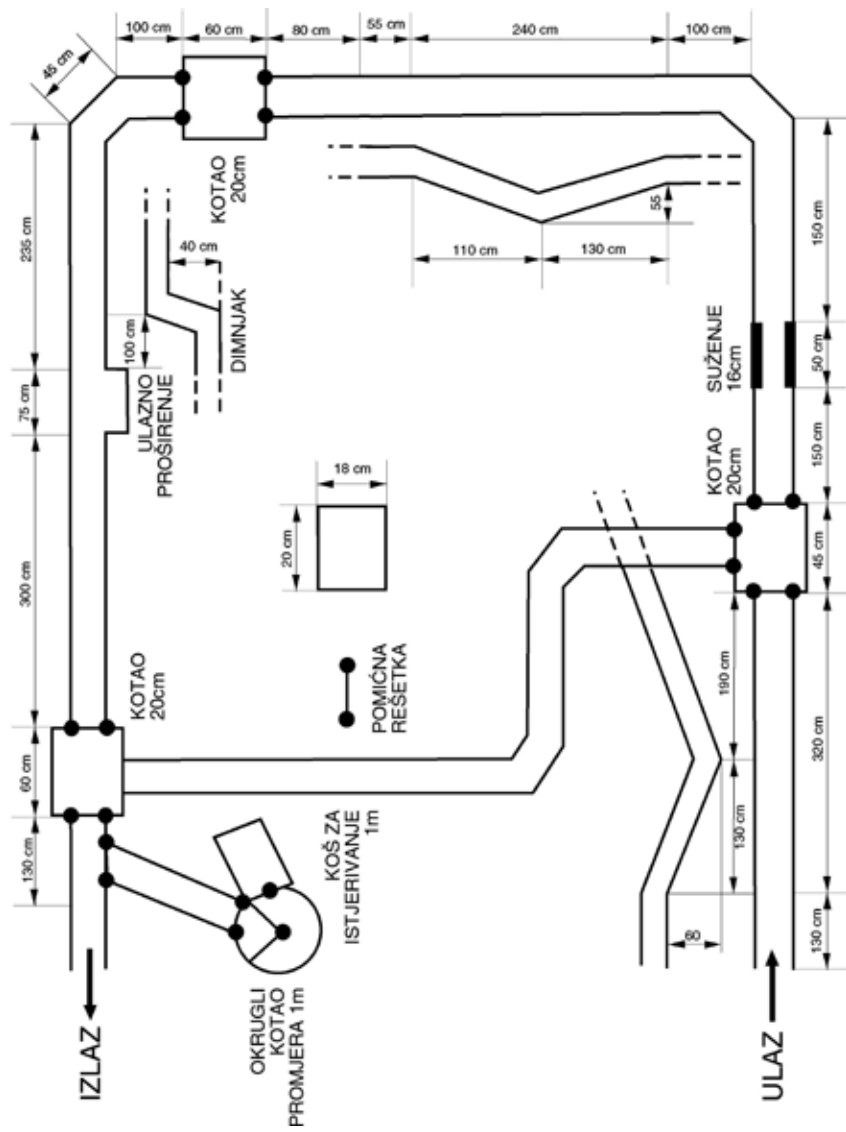 100 cm
60 cm
80 cm
55 cm
240 cm
100 cm
45 cm
KOTAO
20cm
235 cm
40 cm
DIMNJAK
100 cm
55
110 cm
130 cm
150 cm
SUŽENJE
16cm
50 cm
ULAZNO
PROŠIRENJE
75 cm
150 cm
KOTAO
20cm
18 cm
20 cm
45 cm
300 cm
KOTAO
20cm
POMIĆNA
REŠETKA
190 cm
320 cm
60 cm
130 cm
130 cm
KOŠ ZA
ISTJERIVANJE
1m
60
130 cm
OKRUGLI
KOTAO
PROMJERA 1m
IZLAZ
ULAZ